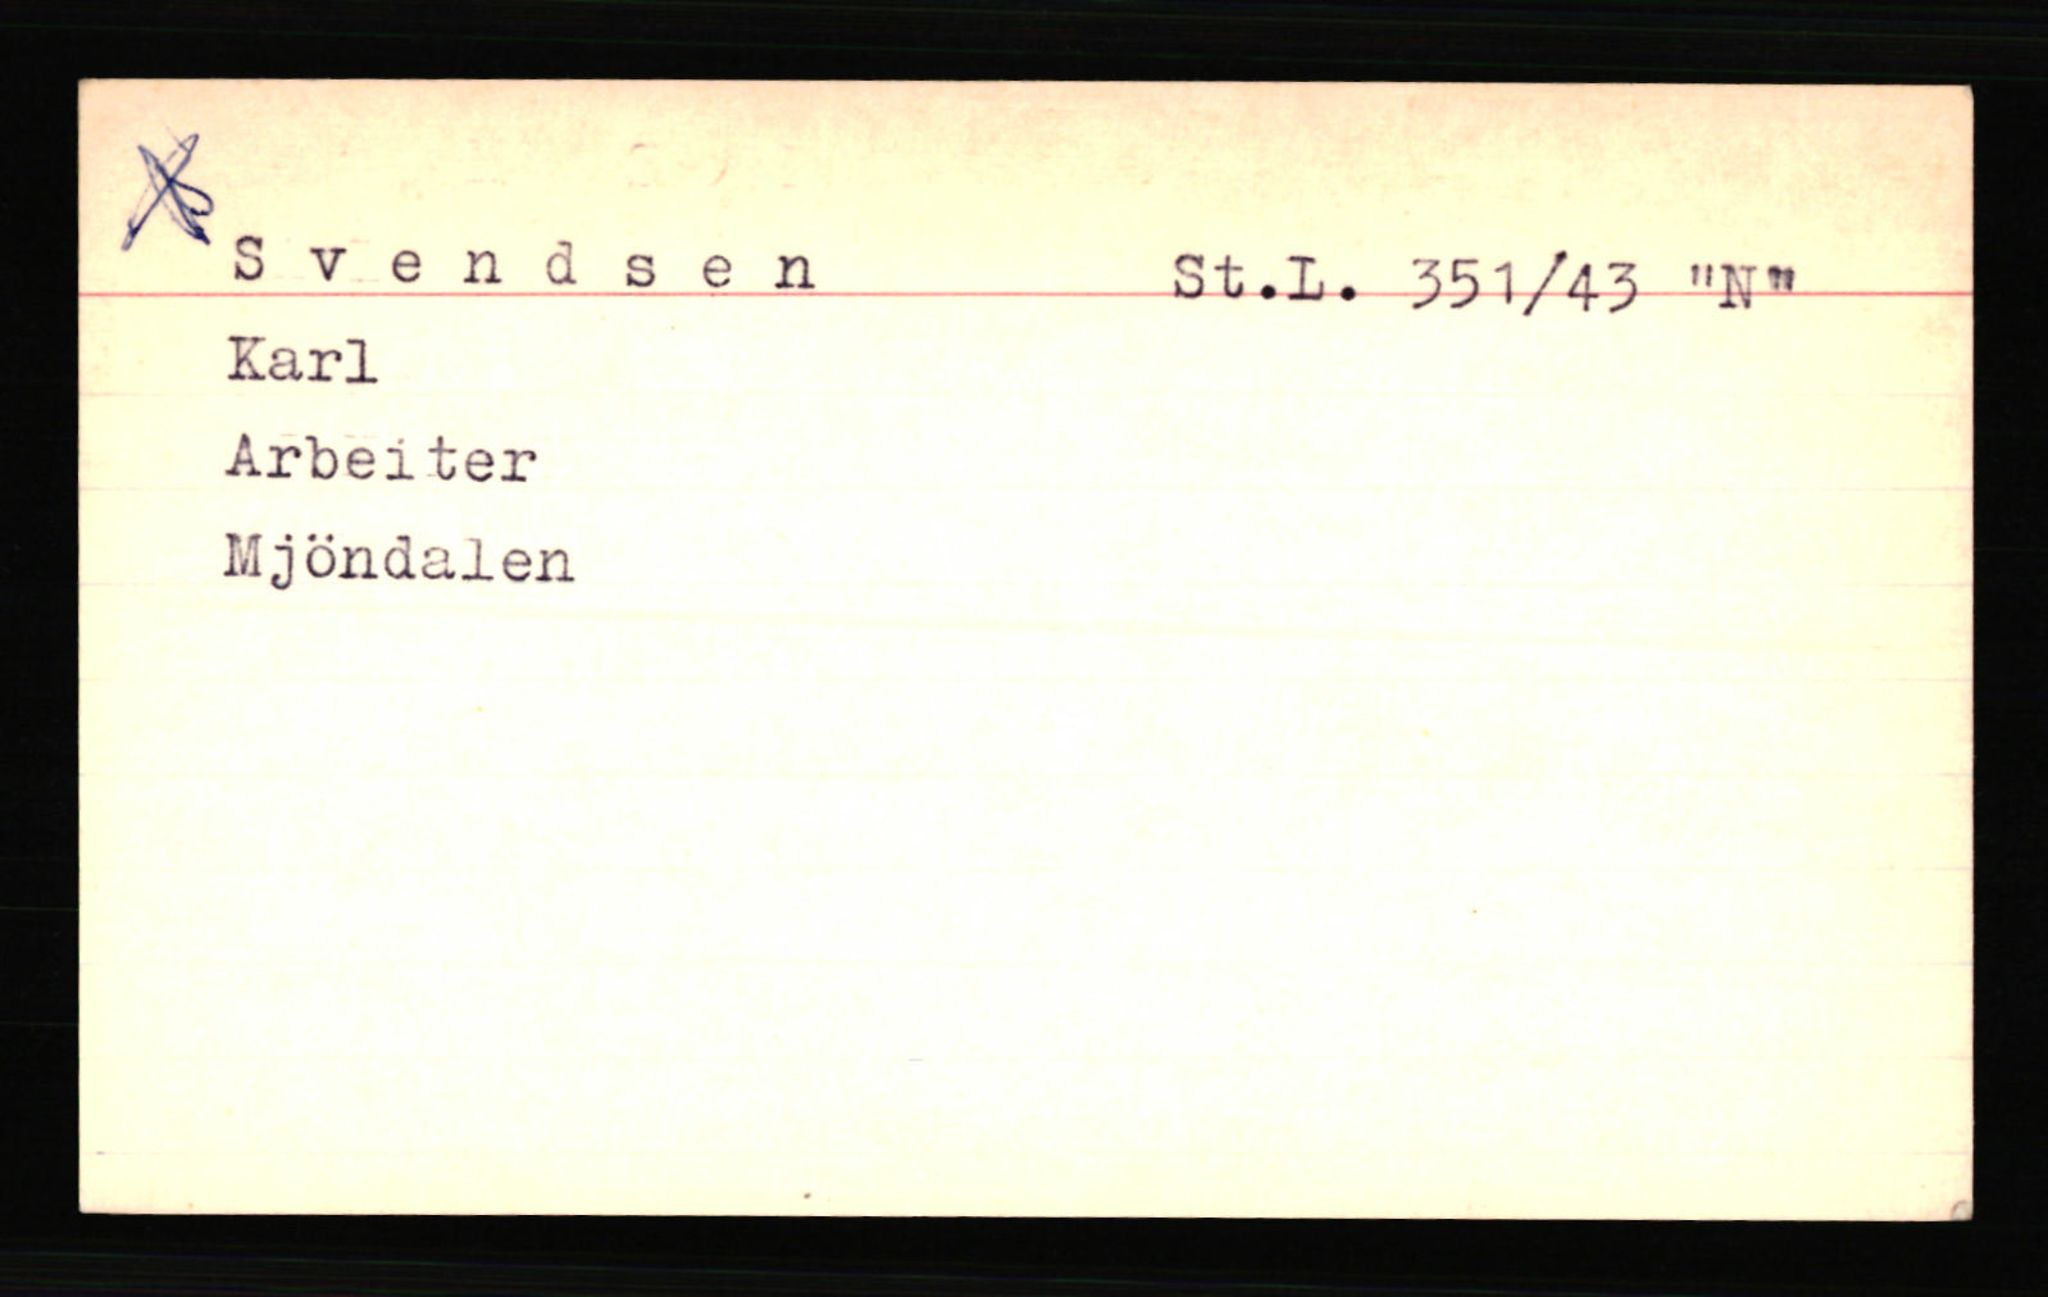 S v e n d s e n St.L. 351/43 "N"
Karl
Arbeiter
Mjöndalen